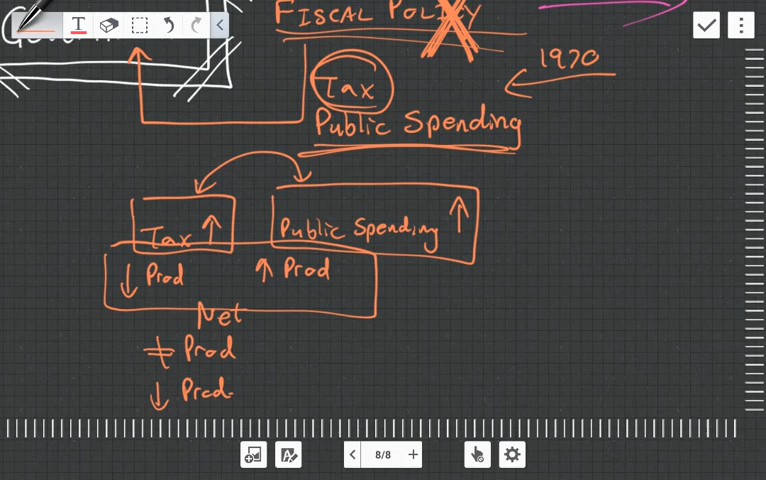 T
FISCAL POLICY
1970
Tax
Public Spending
Tax ↑
Public Spending ↑
↓ Prod
↑ Prod
Net
≠ Prod
↓ Prod.
8/8